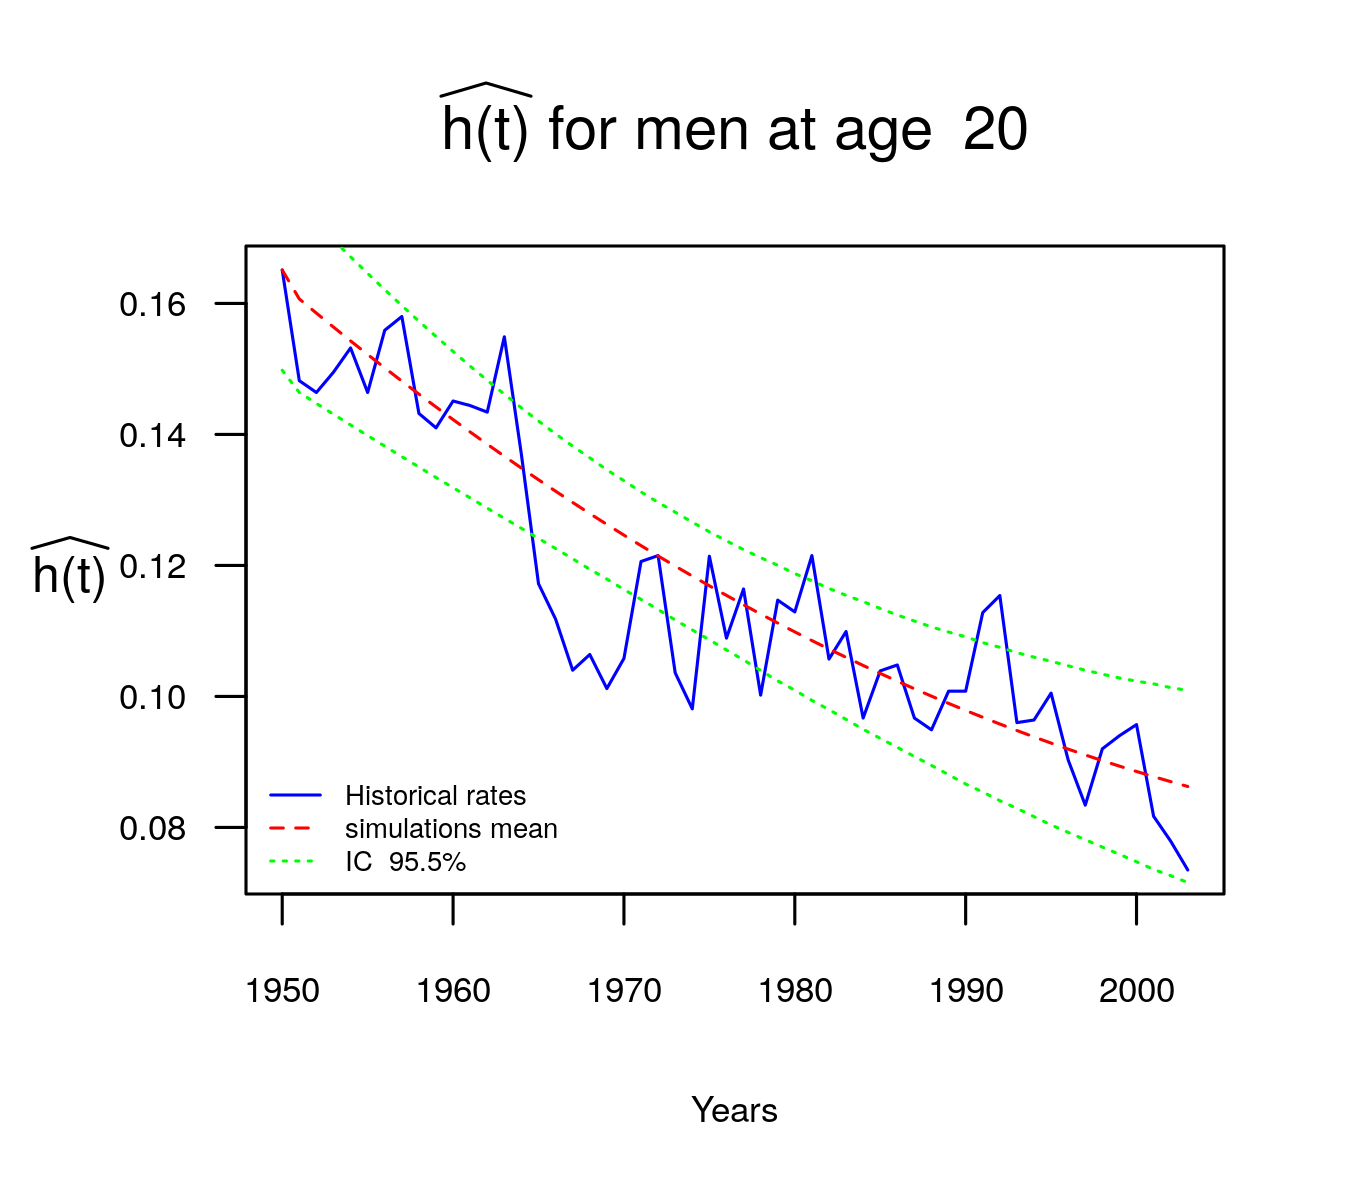 h(t) for men at age 20
0.16
0.14
0.12
0.10
0.08
h(t)
Historical rates
simulations mean
IC 95.5%
1950 1960 1970 1980 1990 2000
Years